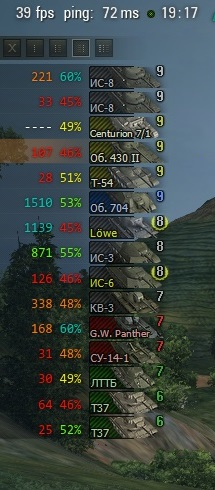 39 fps ping: 72 ms 19:17
X ! 
221 60% ИС-8 9
33 45% ИС-8 9
---- 49% Centurion 7/1 9
587 46% Об. 430 II 9
28 51% Т-54 9
1510 53% Об. 704 9
1139 45% Löwe 8
871 55% ИС-3 8
126 46% ИС-6 8
338 48% КВ-3 7
168 60% G.W. Panther 7
31 48% СУ-14-1 7
30 49% ЛТТБ 7
64 46% Т37 6
25 52% Т37 6